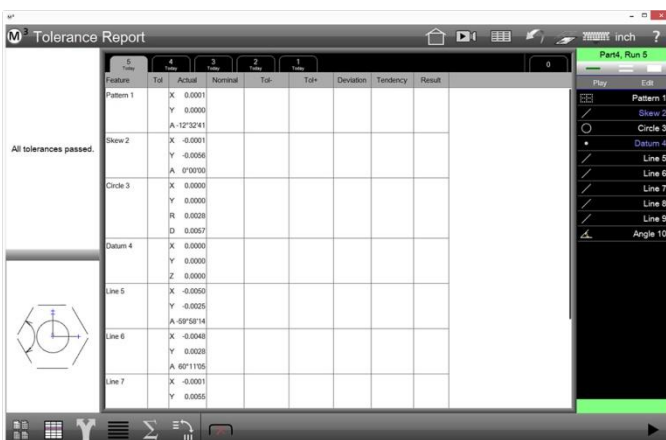 M³
M³ Tolerance Report
inch ?
5 Today 4 Today 3 Today 2 Today 1 Today 0
Part4, Run 5
Play Edit
Feature Tol Actual Nominal Tol- Tol+ Deviation Tendency Result
Pattern 1 X 0.0001
Y 0.0000
A -12°32'41
Skew 2 X -0.0001
Y -0.0056
A 0°00'00
Circle 3 X 0.0000
Y 0.0000
R 0.0028
D 0.0057
Datum 4 X 0.0000
Y 0.0000
Z 0.0000
Line 5 X -0.0050
Y -0.0025
A -59°58'14
Line 6 X -0.0048
Y 0.0028
A 60°11'05
Line 7 X -0.0001
Y 0.0055
All tolerances passed.
Pattern 1
Skew 2
Circle 3
Datum 4
Line 5
Line 6
Line 7
Line 8
Line 9
Angle 10